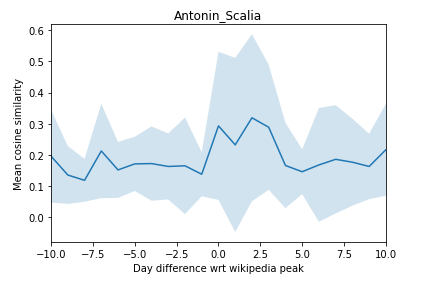 Antonin_Scalia
0.6
0.5
0.4
0.3
0.2
0.1
0.0
Mean cosine similarity
−10.0 −7.5 −5.0 −2.5 0.0 2.5 5.0 7.5 10.0
Day difference wrt wikipedia peak